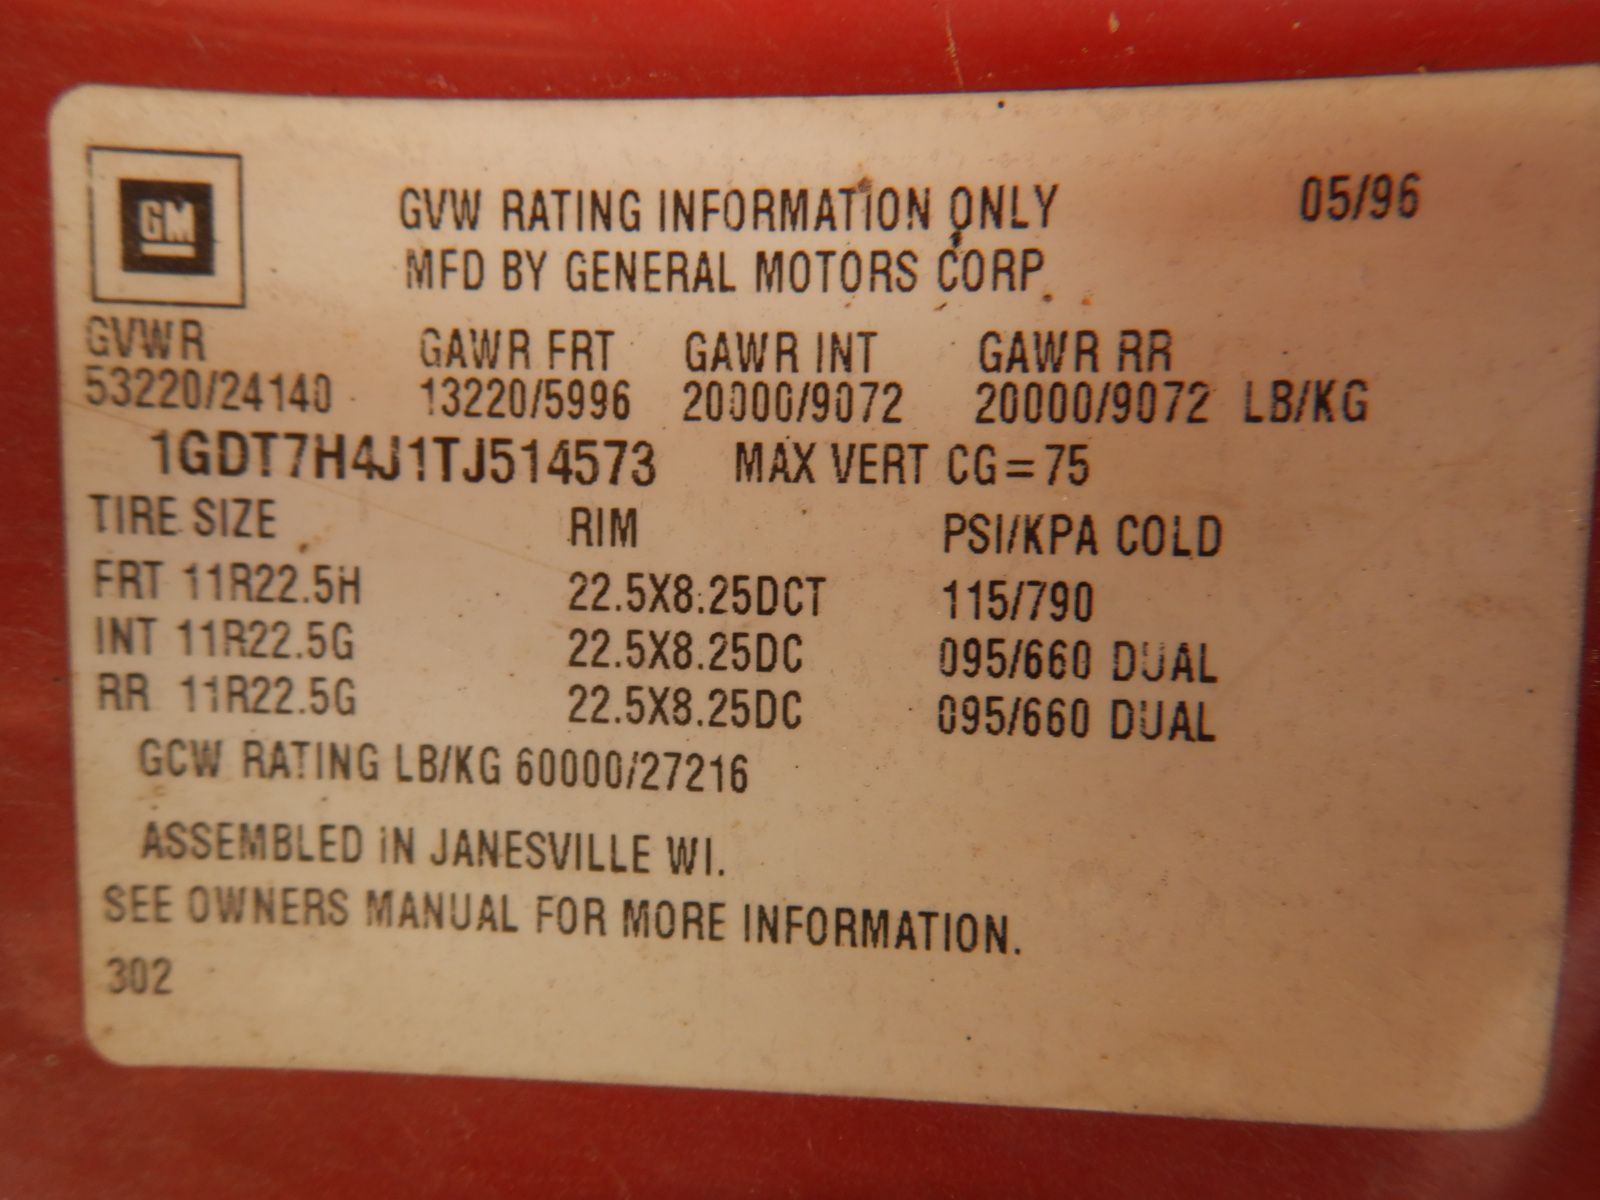 GM
GVW RATING INFORMATION ONLY 05/96
MFD BY GENERAL MOTORS CORP.
GVWR GAWR FRT GAWR INT GAWR RR
53220/24140 13220/5996 20000/9072 20000/9072 LB/KG
1GDT7H4J1TJ514573 MAX VERT CG=75
TIRE SIZE RIM PSI/KPA COLD
FRT 11R22.5H 22.5X8.25DCT 115/790
INT 11R22.5G 22.5X8.25DC 095/660 DUAL
RR 11R22.5G 22.5X8.25DC 095/660 DUAL
GCW RATING LB/KG 60000/27216
ASSEMBLED IN JANESVILLE WI.
SEE OWNERS MANUAL FOR MORE INFORMATION.
302